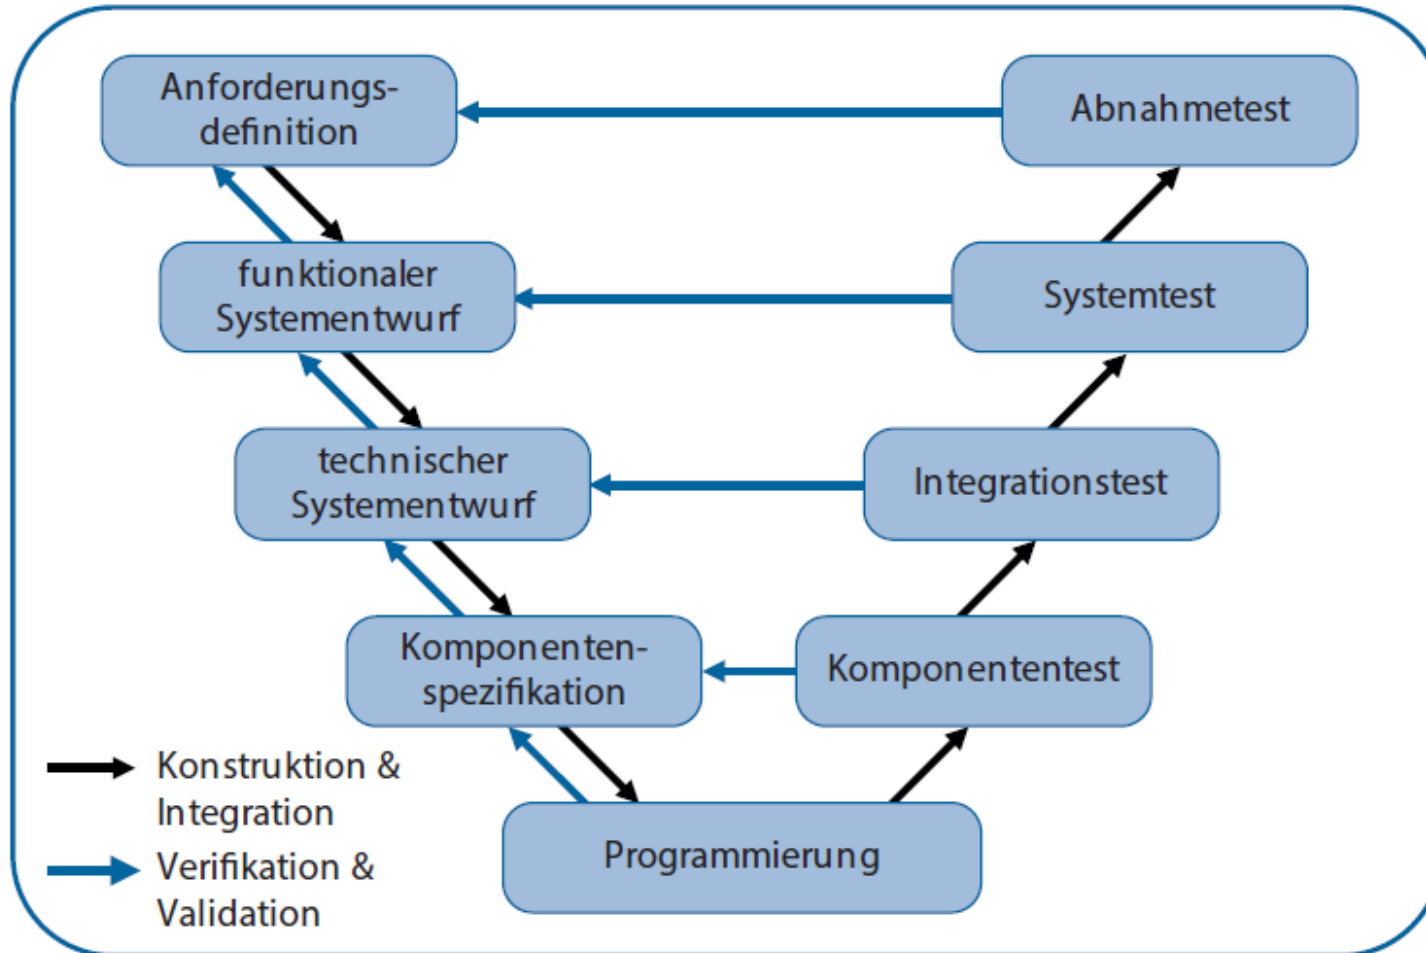 Anforderungs-
definition
Abnahmetest
funktionaler
Systementwurf
Systemtest
technischer
Systementwurf
Integrationstest
Komponenten-
spezifikation
Komponententest
Programmierung
Konstruktion &
Integration
Verifikation &
Validation